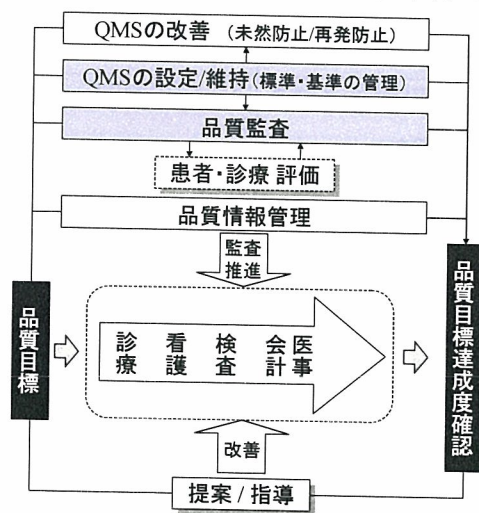 QMSの改善 (未然防止/再発防止)
QMSの設定/維持(標準・基準の管理)
品質監査
患者・診療 評価
品質情報管理
監査
推進
品質目標
診療 看護 検査 会計 医事
品質目標達成度確認
改善
提案 / 指導